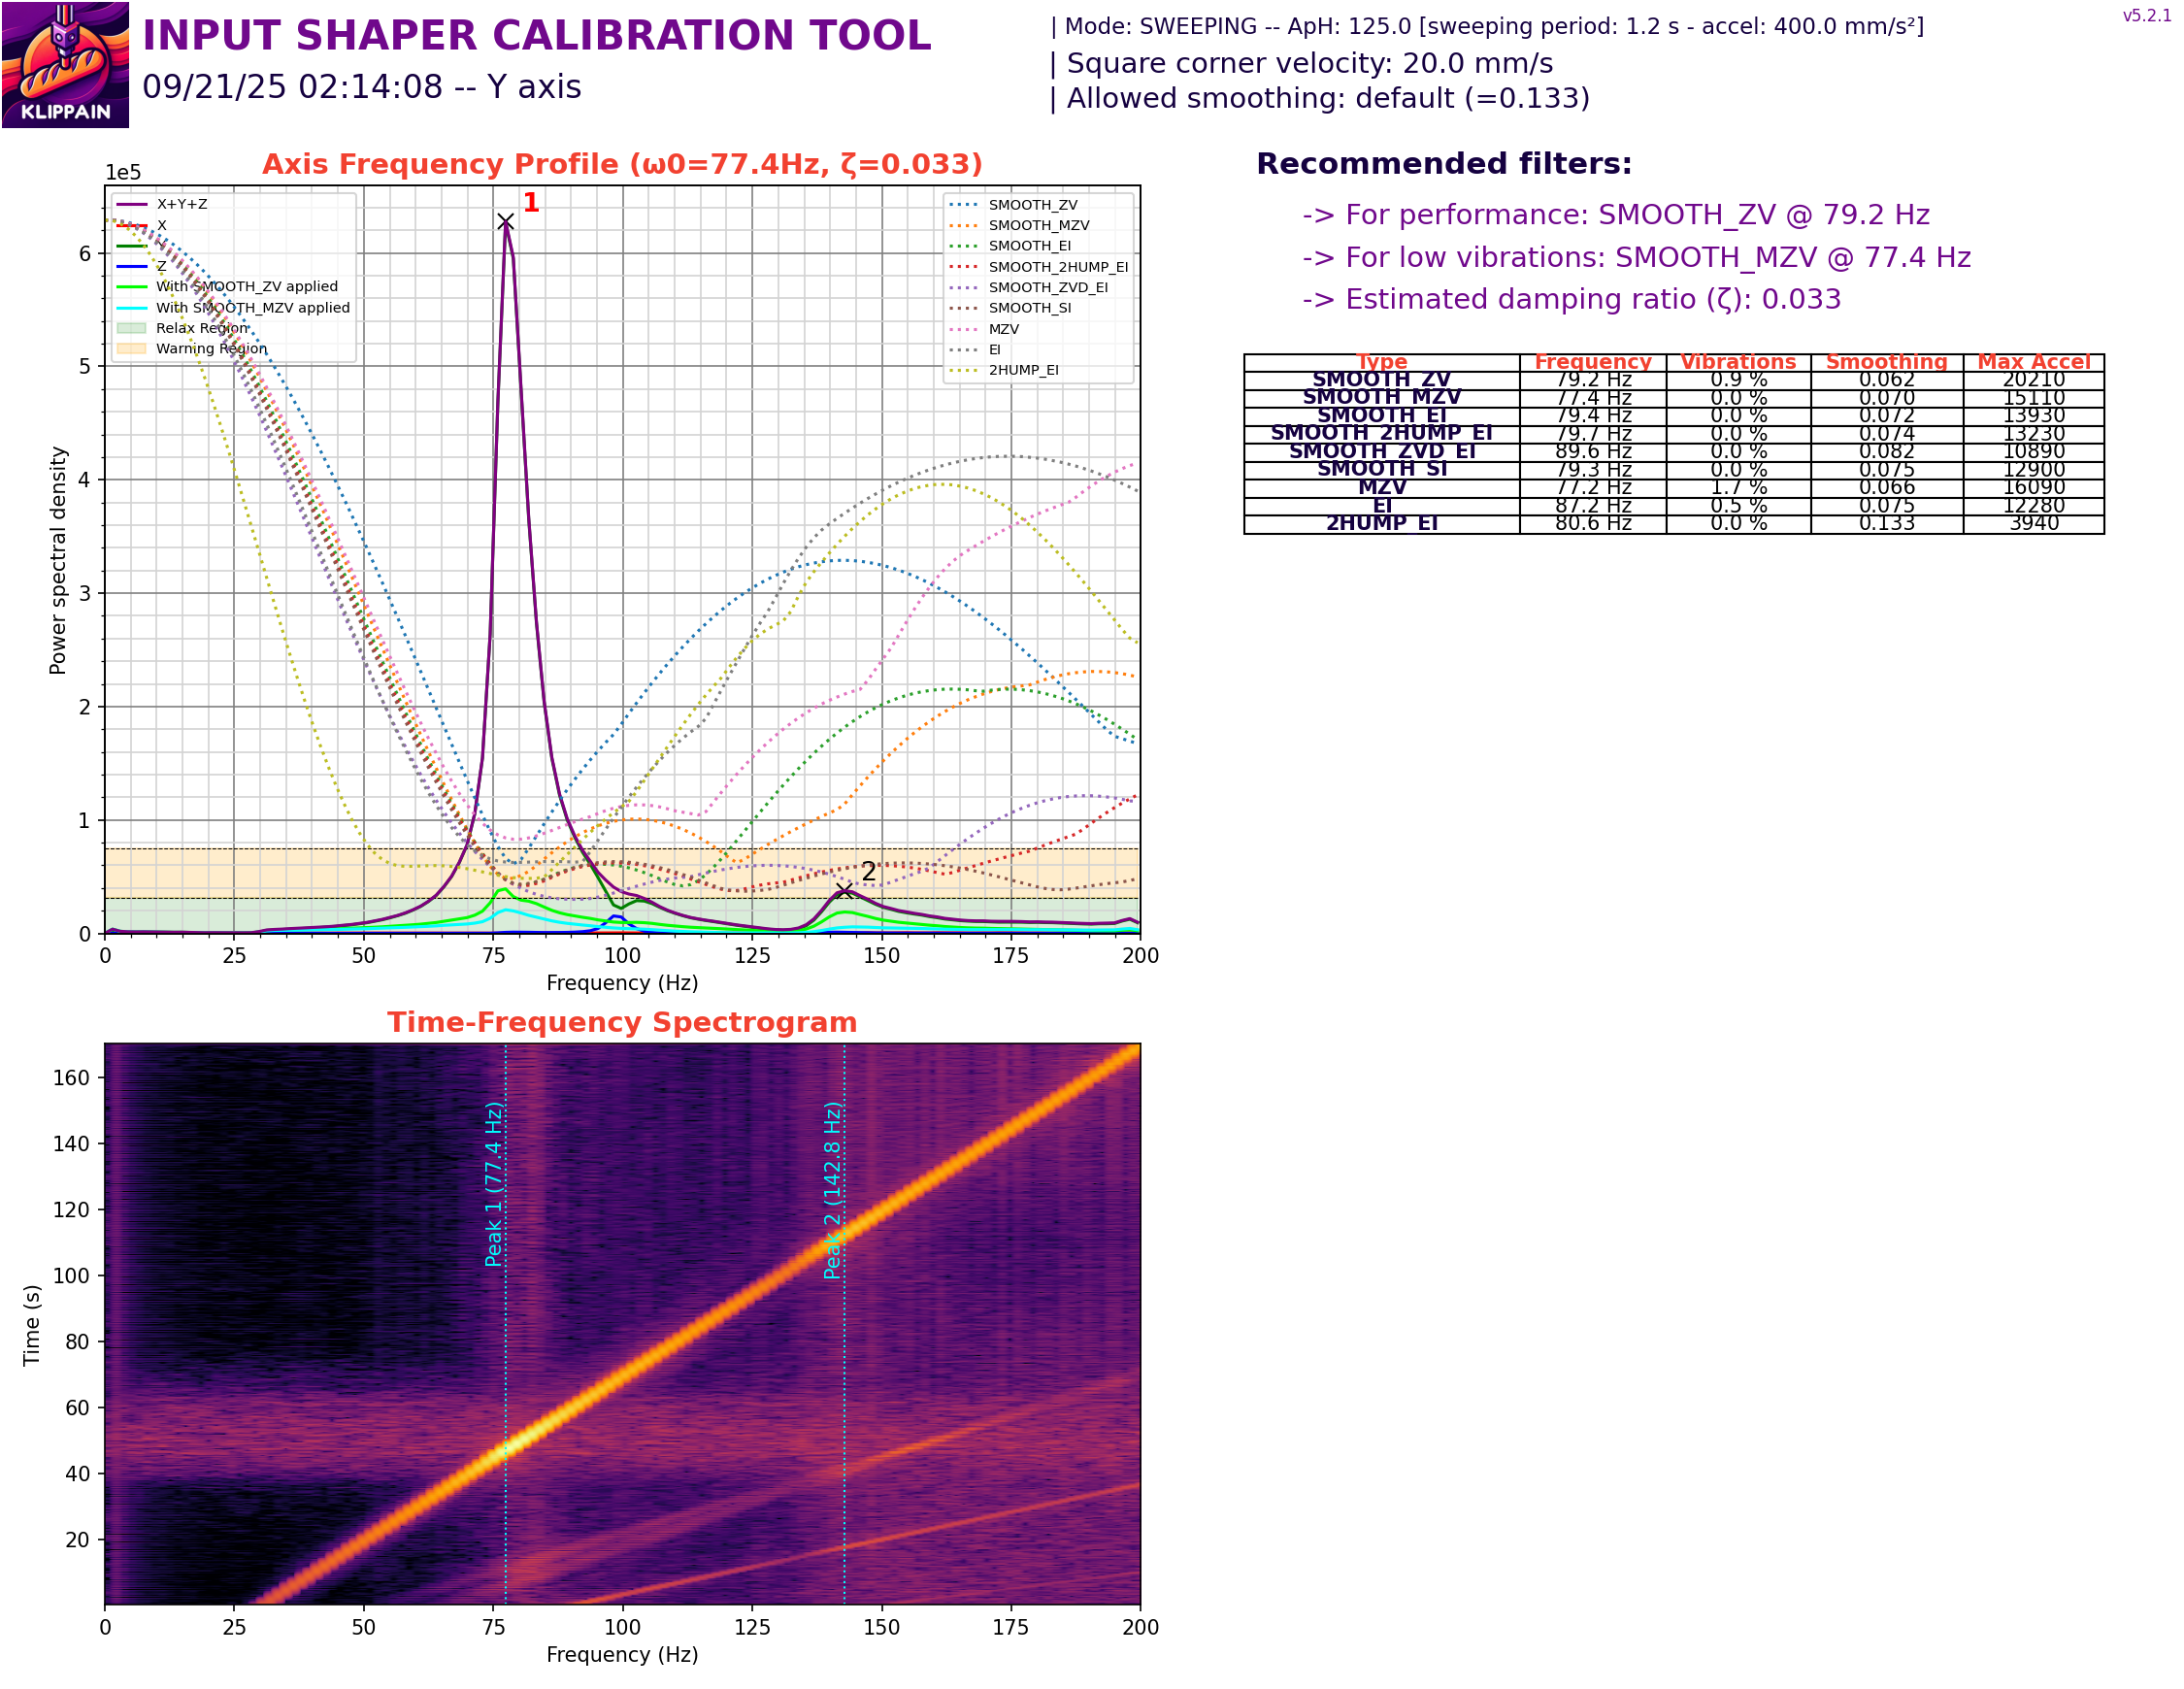 KLIPPAIN
INPUT SHAPER CALIBRATION TOOL
09/21/25 02:14:08 -- Y axis
| Mode: SWEEPING -- ApH: 125.0 [sweeping period: 1.2 s - accel: 400.0 mm/s²]
| Square corner velocity: 20.0 mm/s
| Allowed smoothing: default (=0.133)
v5.2.1
Axis Frequency Profile (ω0=77.4Hz, ζ=0.033)
1e5
X+Y+Z
X
Z
With SMOOTH_ZV applied
With SMOOTH_MZV applied
Relax Region
Warning Region
SMOOTH_ZV
SMOOTH_MZV
SMOOTH_EI
SMOOTH_2HUMP_EI
SMOOTH_ZVD_EI
SMOOTH_SI
MZV
EI
2HUMP_EI
1
2
Power spectral density
6
5
4
3
2
1
0
0 25 50 75 100 125 150 175 200
Frequency (Hz)
Recommended filters:
-> For performance: SMOOTH_ZV @ 79.2 Hz
-> For low vibrations: SMOOTH_MZV @ 77.4 Hz
-> Estimated damping ratio (ζ): 0.033
Type Frequency Vibrations Smoothing Max Accel
SMOOTH_ZV 79.2 Hz 0.9 % 0.062 20210
SMOOTH_MZV 77.4 Hz 0.0 % 0.070 15110
SMOOTH_EI 79.4 Hz 0.0 % 0.072 13930
SMOOTH_2HUMP_EI 79.7 Hz 0.0 % 0.074 13230
SMOOTH_ZVD_EI 89.6 Hz 0.0 % 0.082 10890
SMOOTH_SI 79.3 Hz 0.0 % 0.075 12900
MZV 77.2 Hz 1.7 % 0.066 16090
EI 87.2 Hz 0.5 % 0.075 12280
2HUMP_EI 80.6 Hz 0.0 % 0.133 3940
Time-Frequency Spectrogram
Time (s)
160
140
120
100
80
60
40
20
Peak 1 (77.4 Hz)
Peak 2 (142.8 Hz)
0 25 50 75 100 125 150 175 200
Frequency (Hz)